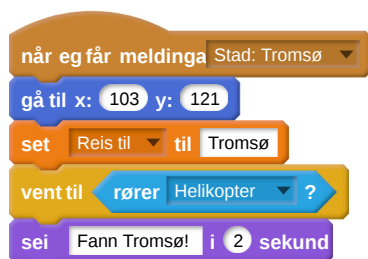 når eg får meldinga Stad: Tromsø
gå til x: 103 y: 121
set Reis til til Tromsø
vent til rører Helikopter ?
sei Fann Tromsø! i 2 sekund